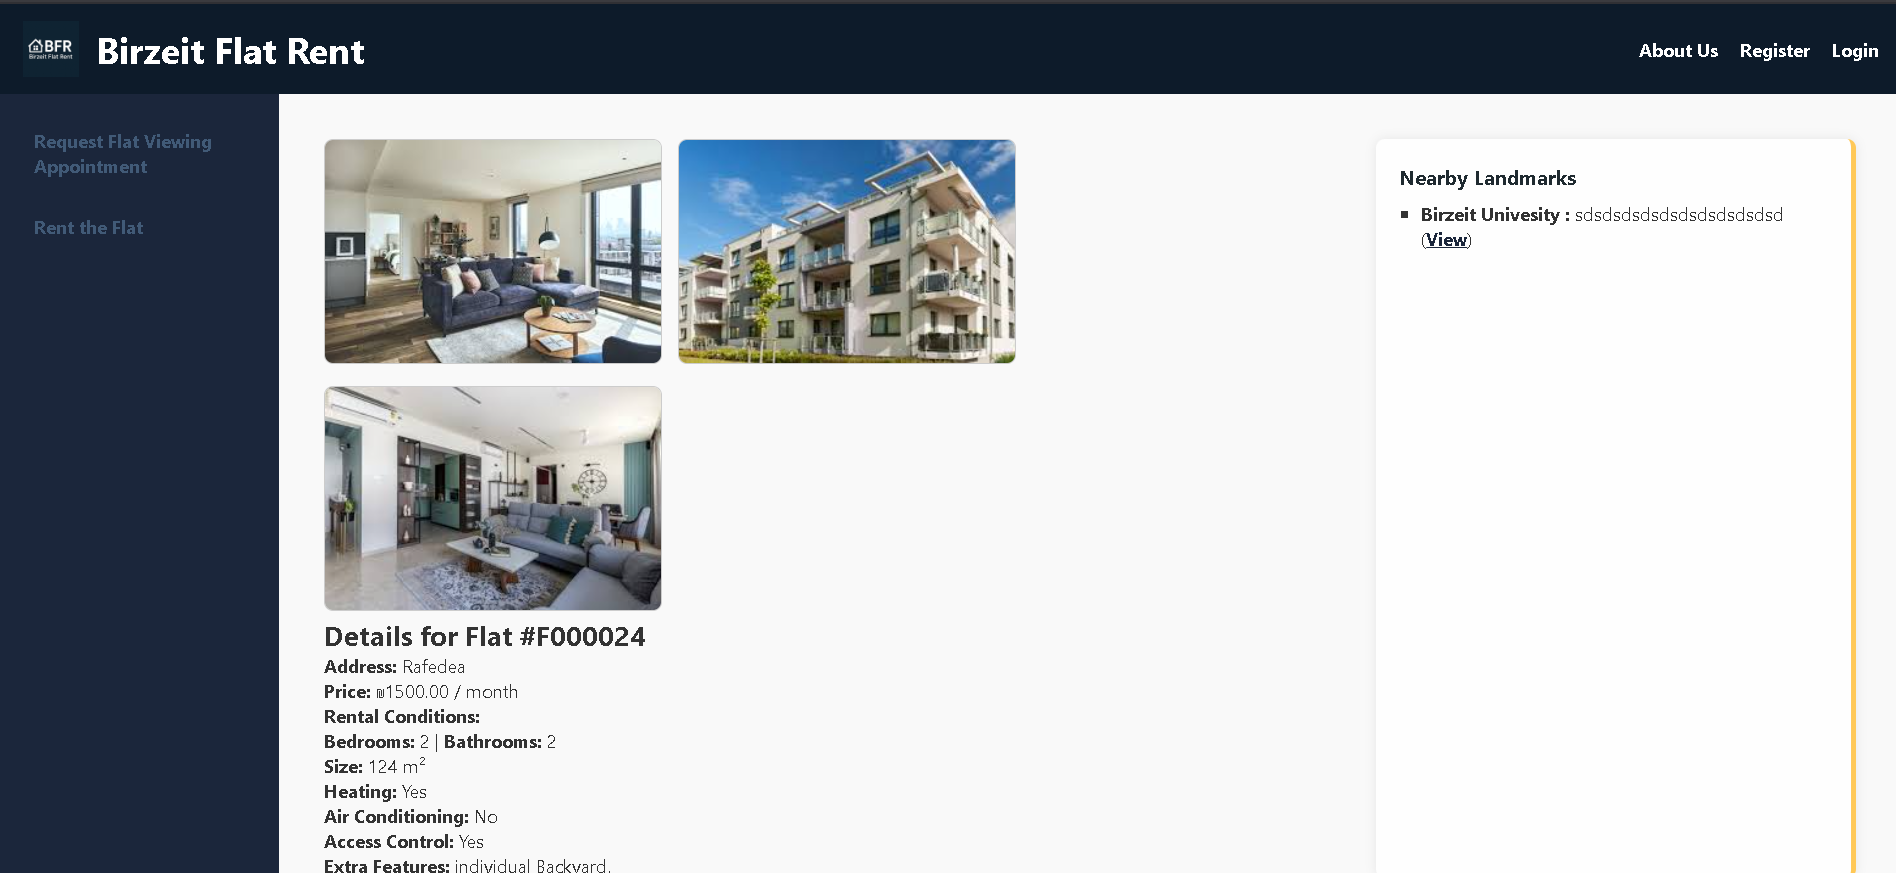 BFR
Birzeit Flat Rent
Birzeit Flat Rent
About Us
Register
Login
Request Flat Viewing
Appointment
Rent the Flat
Nearby Landmarks
Birzeit Univesity : sdsdsdsdsdsdsdsdsdsdsd
(View)
Details for Flat #F000024
Address: Rafedea
Price: ₪1500.00 / month
Rental Conditions:
Bedrooms: 2 | Bathrooms: 2
Size: 124 m²
Heating: Yes
Air Conditioning: No
Access Control: Yes
Extra Features: individual Backyard,